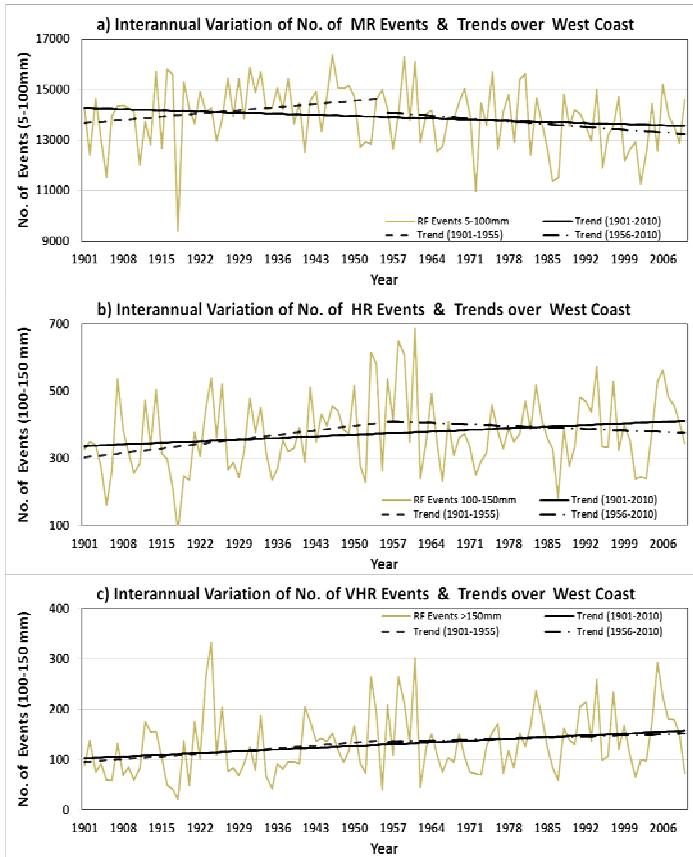 a) Interannual Variation of No. of MR Events & Trends over West Coast
No. of Events (5-100mm)
17000
15000
13000
11000
9000
RF Events 5-100mm
Trend (1901-2010)
Trend (1901-1955)
Trend (1956-2010)
1901 1908 1915 1922 1929 1936 1943 1950 1957 1964 1971 1978 1985 1992 1999 2006
Year
b) Interannual Variation of No. of HR Events & Trends over West Coast
No. of Events (100-150 mm)
700
500
300
100
RF Events 100-150mm
Trend (1901-2010)
Trend (1901-1955)
Trend (1956-2010)
1901 1908 1915 1922 1929 1936 1943 1950 1957 1964 1971 1978 1985 1992 1999 2006
Year
c) Interannual Variation of No. of VHR Events & Trends over West Coast
No. of Events (100-150 mm)
400
300
200
100
0
RF Events >150mm
Trend (1901-2010)
Trend (1901-1955)
Trend (1956-2010)
1901 1908 1915 1922 1929 1936 1943 1950 1957 1964 1971 1978 1985 1992 1999 2006
Year